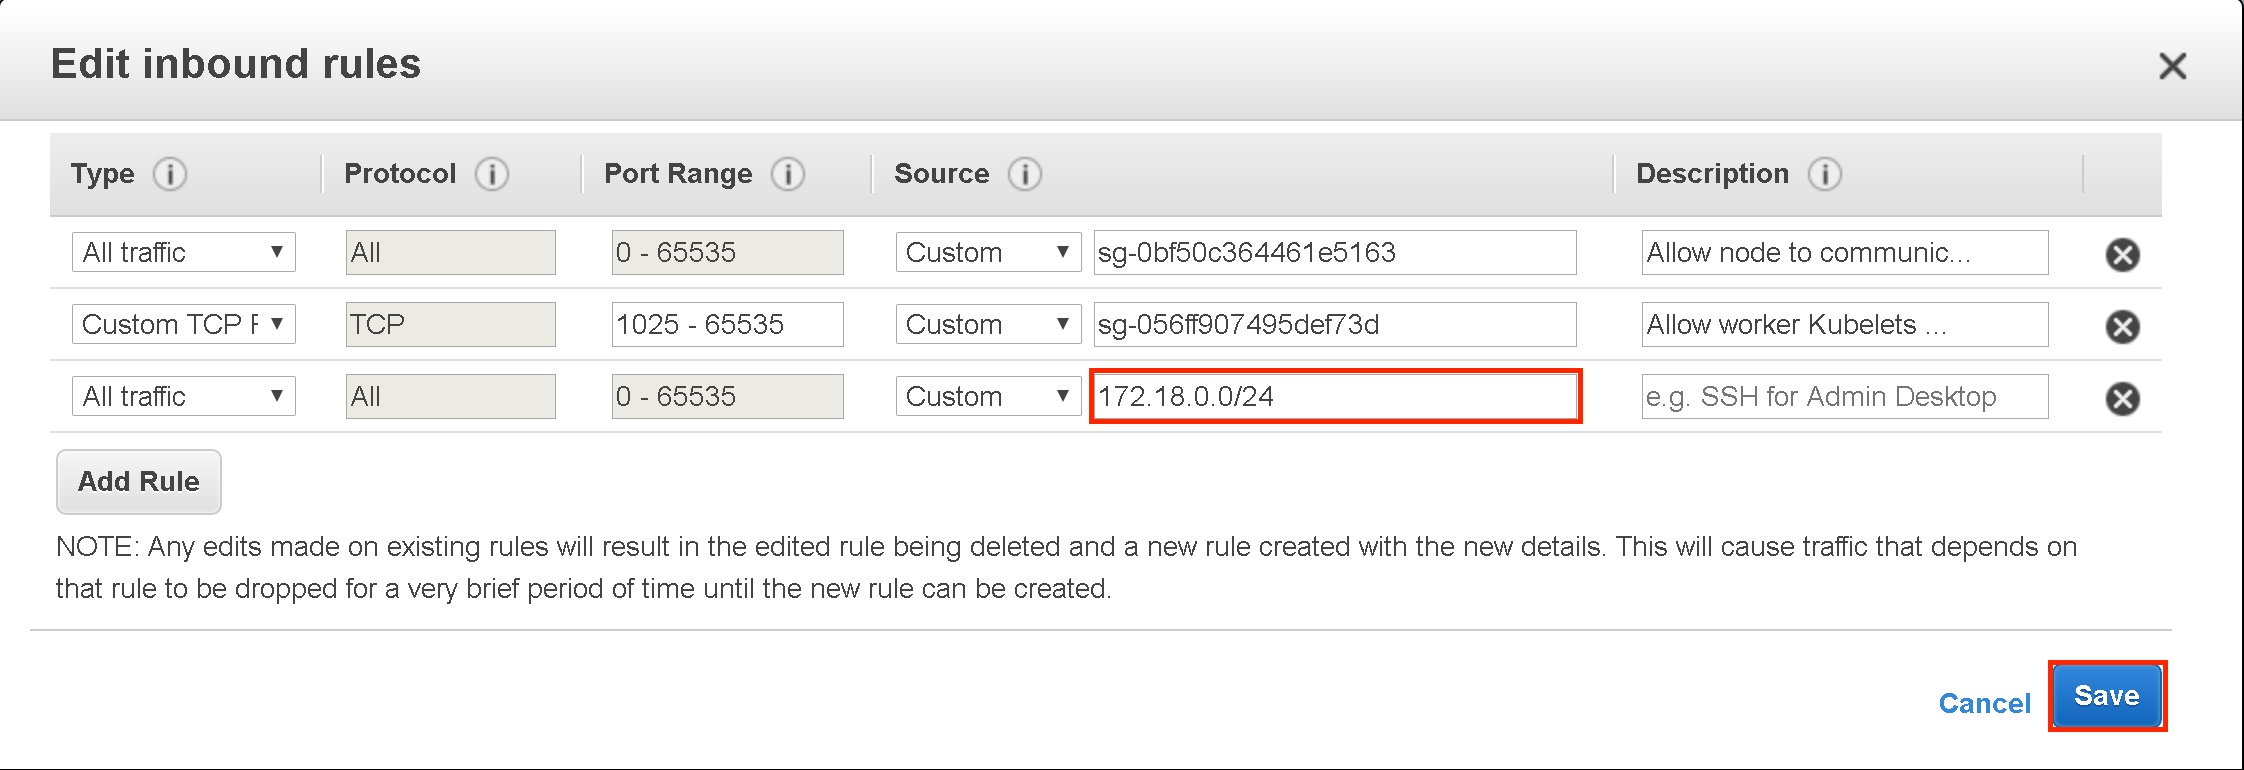 Edit inbound rules
Type Protocol Port Range Source Description
All traffic All 0 - 65535 Custom sg-0bf50c364461e5163 Allow node to communic...
Custom TCP F TCP 1025 - 65535 Custom sg-056ff907495def73d Allow worker Kubelets ...
All traffic All 0 - 65535 Custom 172.18.0.0/24 e.g. SSH for Admin Desktop
Add Rule
NOTE: Any edits made on existing rules will result in the edited rule being deleted and a new rule created with the new details. This will cause traffic that depends on
that rule to be dropped for a very brief period of time until the new rule can be created.
Cancel Save